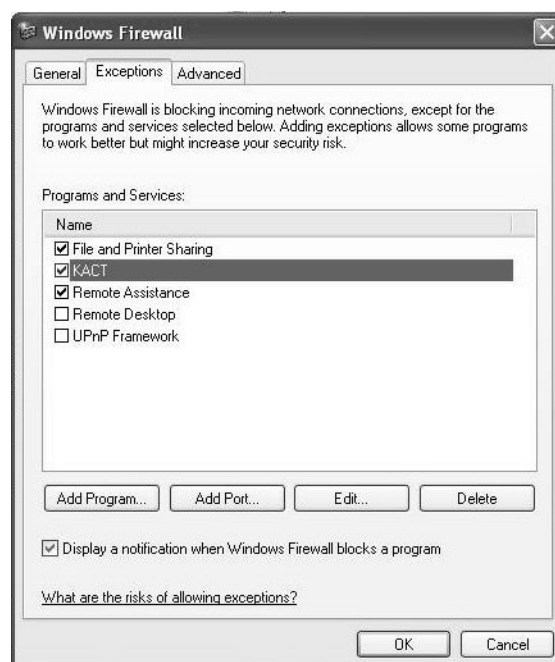 Windows Firewall
General Exceptions Advanced
Windows Firewall is blocking incoming network connections, except for the
programs and services selected below. Adding exceptions allows some programs
to work better but might increase your security risk.
Programs and Services:
Name
File and Printer Sharing
KACT
Remote Assistance
Remote Desktop
UPnP Framework
Add Program... Add Port... Edit... Delete
Display a notification when Windows Firewall blocks a program
What are the risks of allowing exceptions?
OK Cancel